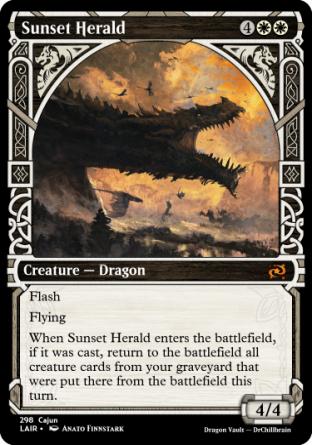 Sunset Herald 4
Creature — Dragon
Flash
Flying
When Sunset Herald enters the battlefield,
if it was cast, return to the battlefield all
creature cards from your graveyard that
were put there from the battlefield this
turn.
4/4
298 Cajun
LAIR • Anato Finnstark
Dragon Vault — DrChillbrain